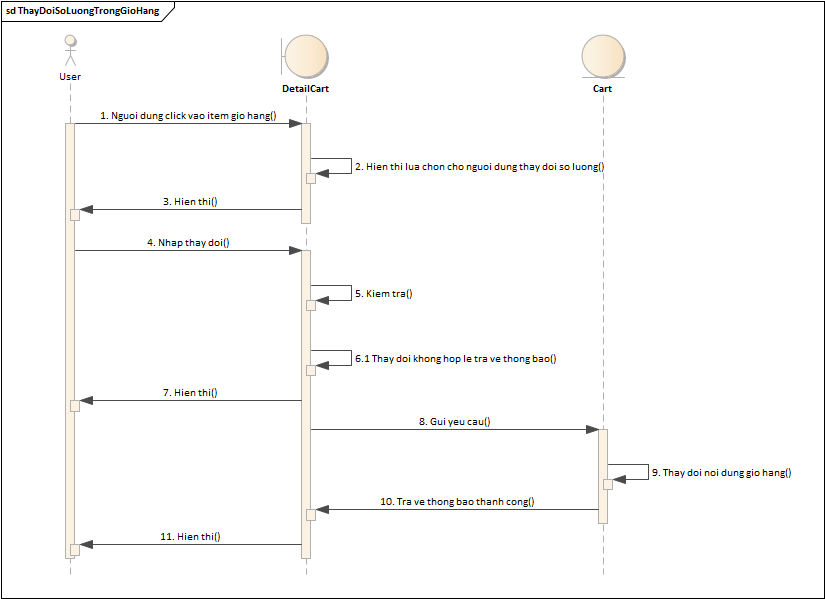 sd ThayDoiSoLuongTrongGioHang
User
DetailCart
Cart
1. Nguoi dung click vao item gio hang()
2. Hien thi lua chon cho nguoi dung thay doi so luong()
3. Hien thi()
4. Nhap thay doi()
5. Kiem tra()
6.1 Thay doi khong hop le tra ve thong bao()
7. Hien thi()
8. Gui yeu cau()
9. Thay doi noi dung gio hang()
10. Tra ve thong bao thanh cong()
11. Hien thi()